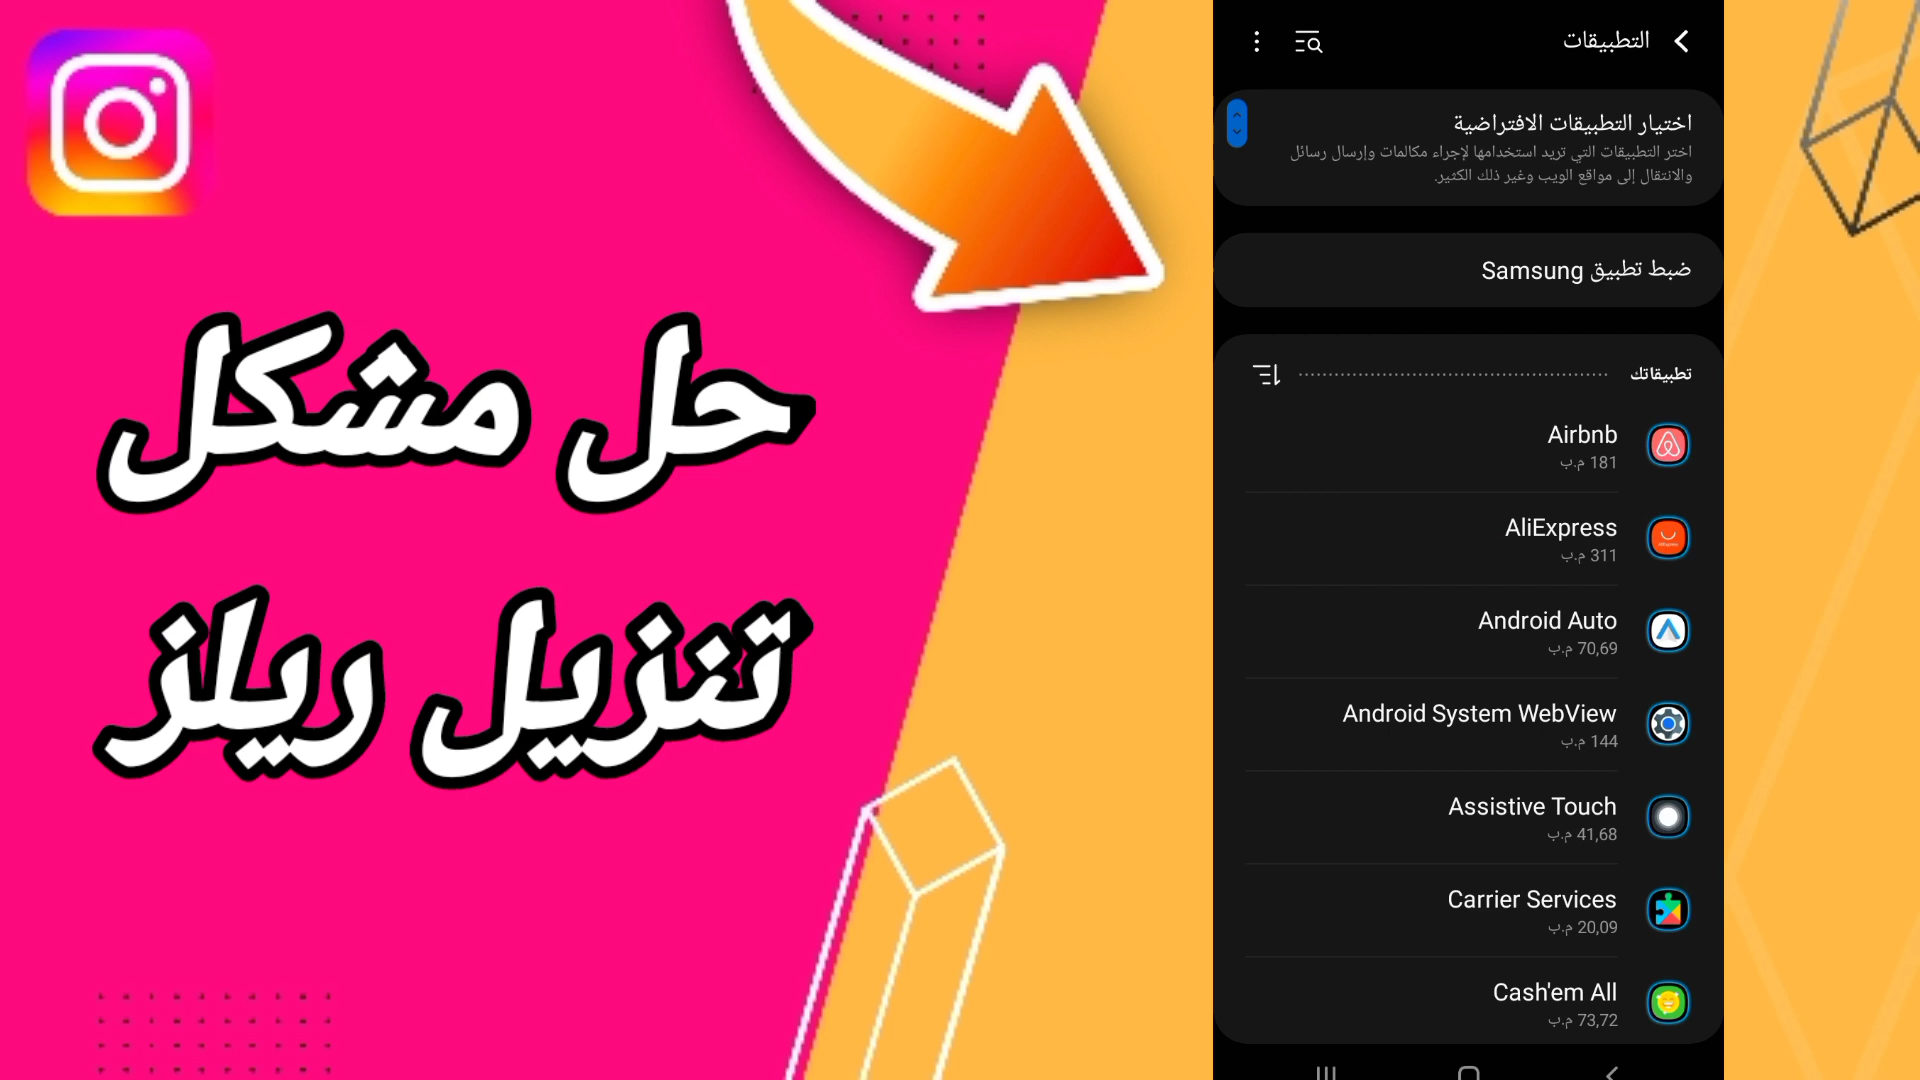 حل مشكل
تنزيل ريلز
التطبيقات
اختيار التطبيقات الافتراضية
اختر التطبيقات التي تريد استخدامها لإجراء مكالمات وإرسال رسائل
والانتقال إلى مواقع الويب وغير ذلك الكثير.
ضبط تطبيق Samsung
تطبيقاتك
Airbnb
181 م.ب
AliExpress
311 م.ب
Android Auto
70,69 م.ب
Android System WebView
144 م.ب
Assistive Touch
41,68 م.ب
Carrier Services
20,09 م.ب
Cash'em All
73,72 م.ب